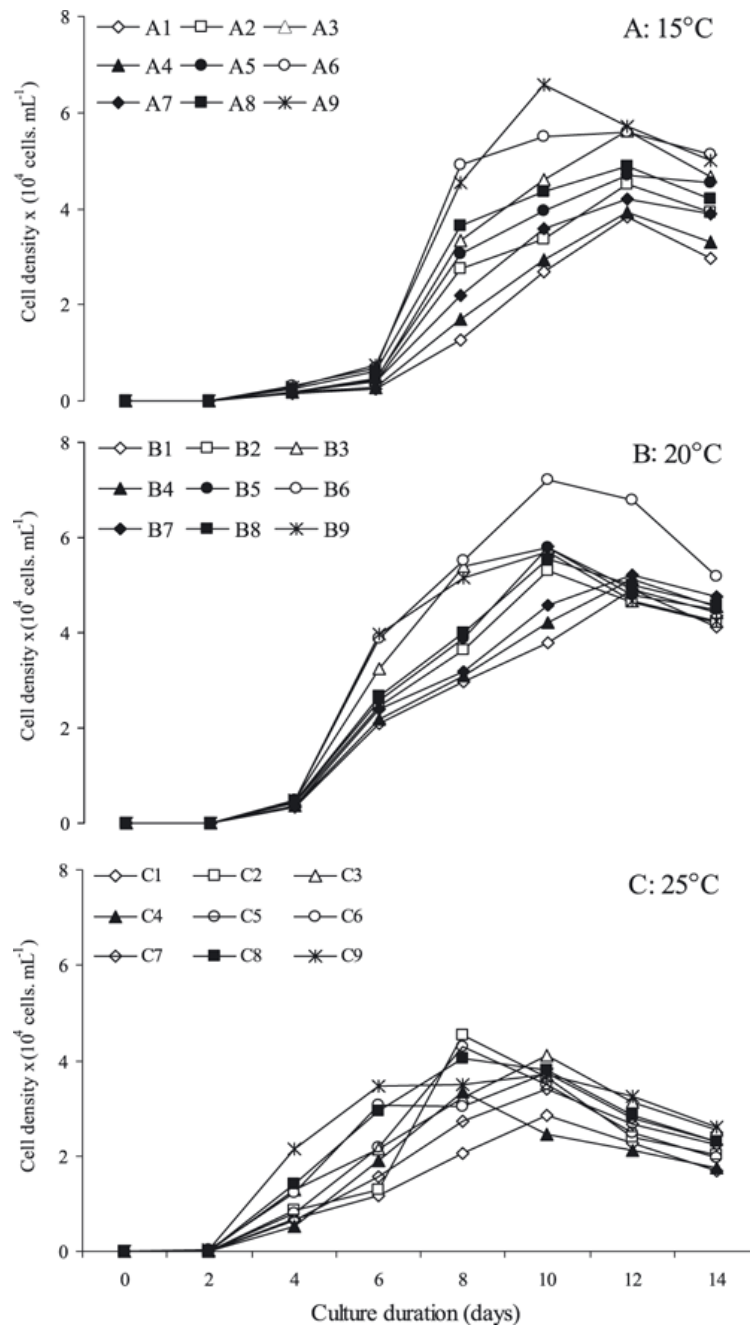 8
A1 A2 A3
A: 15°C
A4 A5 A6
A7 A8 A9
6
4
2
0
Cell density x (10⁴ cells. mL⁻¹)
8
B1 B2 B3
B: 20°C
B4 B5 B6
B7 B8 B9
6
4
2
0
Cell density x(10⁴ cells. mL⁻¹)
8
C1 C2 C3
C: 25°C
C4 C5 C6
C7 C8 C9
6
4
2
0
Cell density x(10⁴ cells. mL⁻¹)
0 2 4 6 8 10 12 14
Culture duration (days)